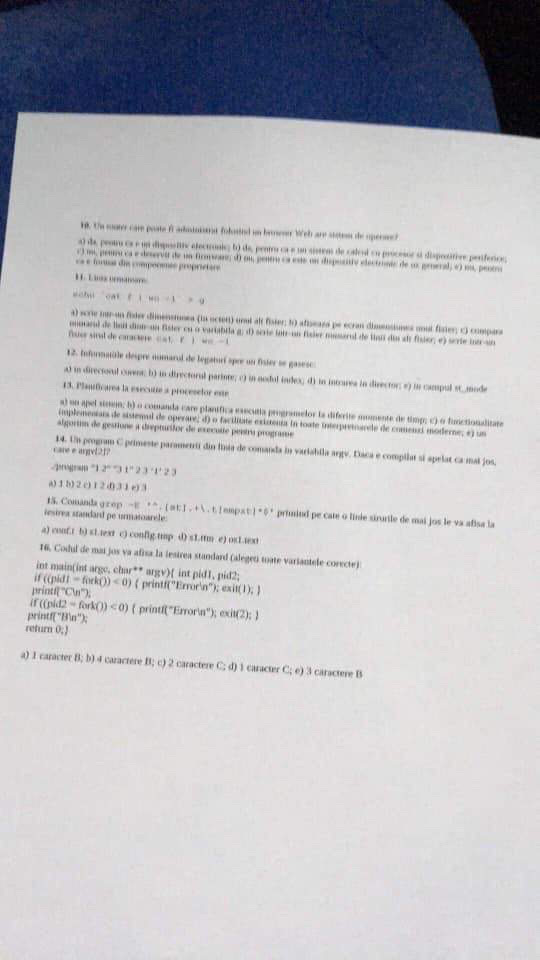 10. Un router care poate fi administrat folosind un browser Web are sistem de operare?
a) da, pentru ca e un dispozitiv electronic; b) da, pentru ca e un sistem de calcul cu procesor si dispozitive periferice;
c) nu, pentru ca e deservit de un firmware; d) nu, pentru ca este un dispozitiv electronic de uz general; e) nu, pentru
ca e format din componente proprietare
11. Linia urmatoare:
echo `cat f | wc -l` > g
a) scrie intr-un fisier dimensiunea (in octeti) unui alt fisier; b) afiseaza pe ecran dimensiunea unui fisier; c) compara
numarul de linii dintr-un fisier cu o variabila g; d) scrie intr-un fisier numarul de linii din alt fisier; e) scrie intr-un
fisier sirul de caractere cat f | wc -l
12. Informatiile despre numarul de legaturi spre un fisier se gasesc:
a) in directorul curent; b) in directorul parinte; c) in nodul index; d) in intrarea in director; e) in campul st_mode
13. Planificarea la executie a proceselor este
a) un apel sistem; b) o comanda care planifica executia programelor la diferite momente de timp; c) o functionalitate
implementata de sistemul de operare; d) o facilitate existenta in toate interpretoarele de comenzi moderne; e) un
algoritm de gestiune a drepturilor de executie pentru programe
14. Un program C primeste parametrii din linia de comanda in variabila argv. Daca e compilat si apelat ca mai jos,
care e argv[2]?
./program "1 2" "3 1" 2 3 '1' 2 3
a) 1 b) 2 c) 1 2 d) 3 1 e) 3
15. Comanda grep -E '^.[st].+\.t[mpxt]*$' primind pe cate o linie sirurile de mai jos le va afisa la
iesirea standard pe urmatoarele:
a) conf.t b) s1.text c) config.tmp d) s1.ttm e) os1.text
16. Codul de mai jos va afisa la iesirea standard (alegeti toate variantele corecte):
int main(int argc, char** argv){ int pid1, pid2;
if ((pid1 = fork()) < 0) { printf("Error\n"); exit(1); }
printf("C\n");
if ((pid2 = fork()) < 0) { printf("Error\n"); exit(2); }
printf("B\n");
return 0;}
a) 1 caracter B; b) 4 caractere B; c) 2 caractere C; d) 1 caracter C; e) 3 caractere B